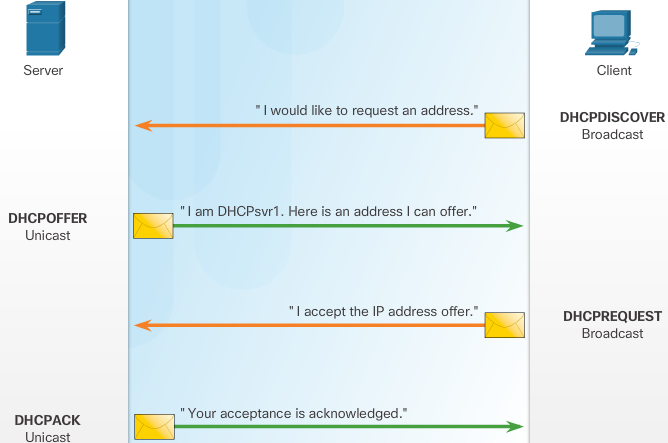 Server
Client
" I would like to request an address."
DHCPDISCOVER
Broadcast
DHCPOFFER
Unicast
" I am DHCPsvr1. Here is an address I can offer."
" I accept the IP address offer."
DHCPREQUEST
Broadcast
DHCPACK
Unicast
" Your acceptance is acknowledged."